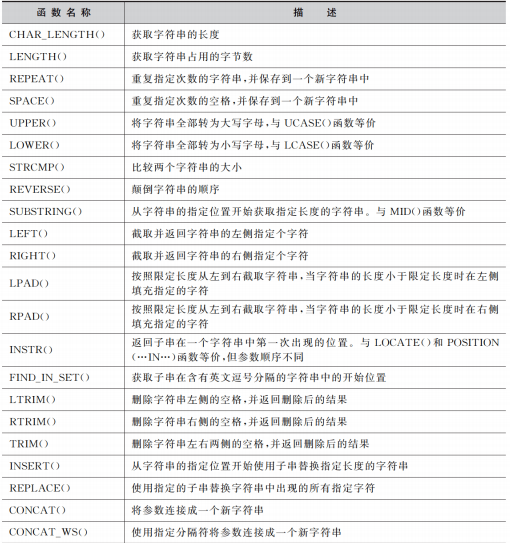 函数名称 描 述
CHAR_LENGTH() 获取字符串的长度
LENGTH() 获取字符串占用的字节数
REPEAT() 重复指定次数的字符串,并保存到一个新字符串中
SPACE() 重复指定次数的空格,并保存到一个新字符串中
UPPER() 将字符串全部转为大写字母,与 UCASE()函数等价
LOWER() 将字符串全部转为小写字母,与 LCASE()函数等价
STRCMP() 比较两个字符串的大小
REVERSE() 颠倒字符串的顺序
SUBSTRING() 从字符串的指定位置开始获取指定长度的字符串。与 MID()函数等价
LEFT() 截取并返回字符串的左侧指定个字符
RIGHT() 截取并返回字符串的右侧指定个字符
LPAD() 按照限定长度从左到右截取字符串,当字符串的长度小于限定长度时在左侧
填充指定的字符
RPAD() 按照限定长度从左到右截取字符串,当字符串的长度小于限定长度时在右侧
填充指定的字符
INSTR() 返回子串在一个字符串中第一次出现的位置。与 LOCATE()和 POSITION
(…IN…)函数等价,但参数顺序不同
FIND_IN_SET() 获取子串在含有英文逗号分隔的字符串中的开始位置
LTRIM() 删除字符串左侧的空格,并返回删除后的结果
RTRIM() 删除字符串右侧的空格,并返回删除后的结果
TRIM() 删除字符串左右两侧的空格,并返回删除后的结果
INSERT() 从字符串的指定位置开始使用子串替换指定长度的字符串
REPLACE() 使用指定的子串替换字符串中出现的所有指定字符
CONCAT() 将参数连接成一个新字符串
CONCAT_WS() 使用指定分隔符将参数连接成一个新字符串